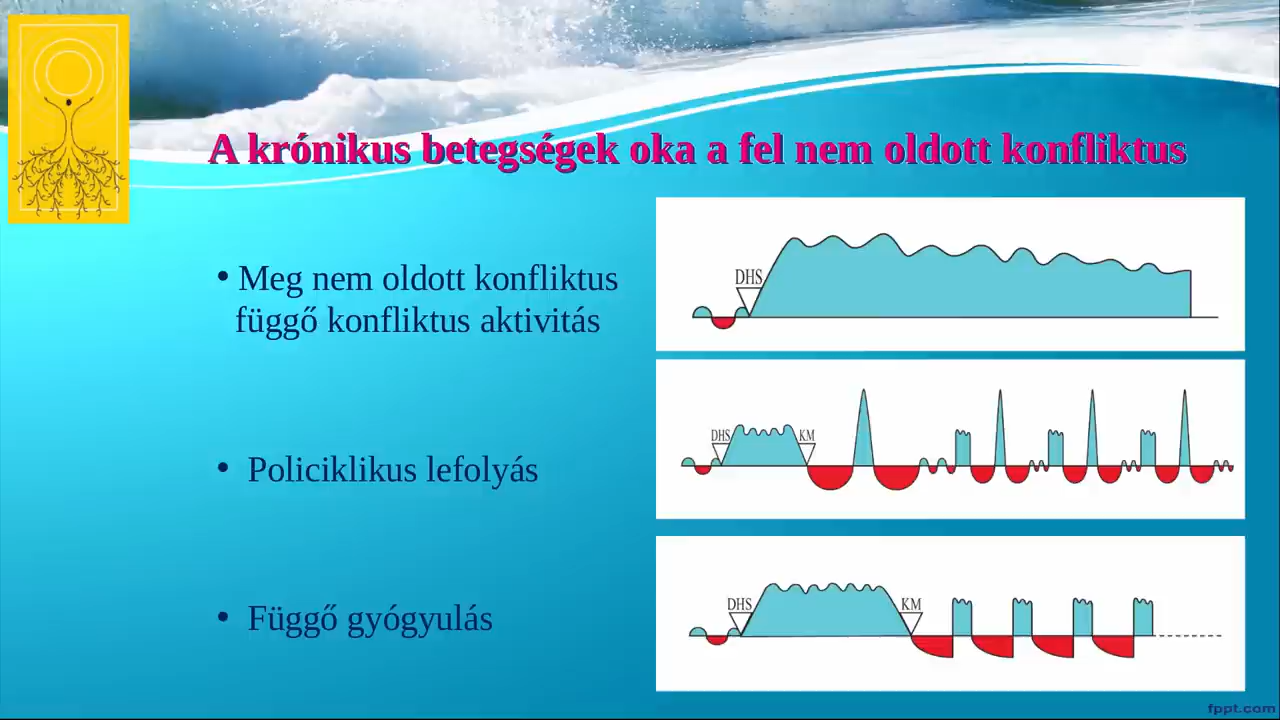 A krónikus betegségek oka a fel nem oldott konfliktus
• Meg nem oldott konfliktus
függő konfliktus aktivitás
DHS
• Policiklikus lefolyás
DHS KM
• Függő gyógyulás
DHS KM
fppt.com